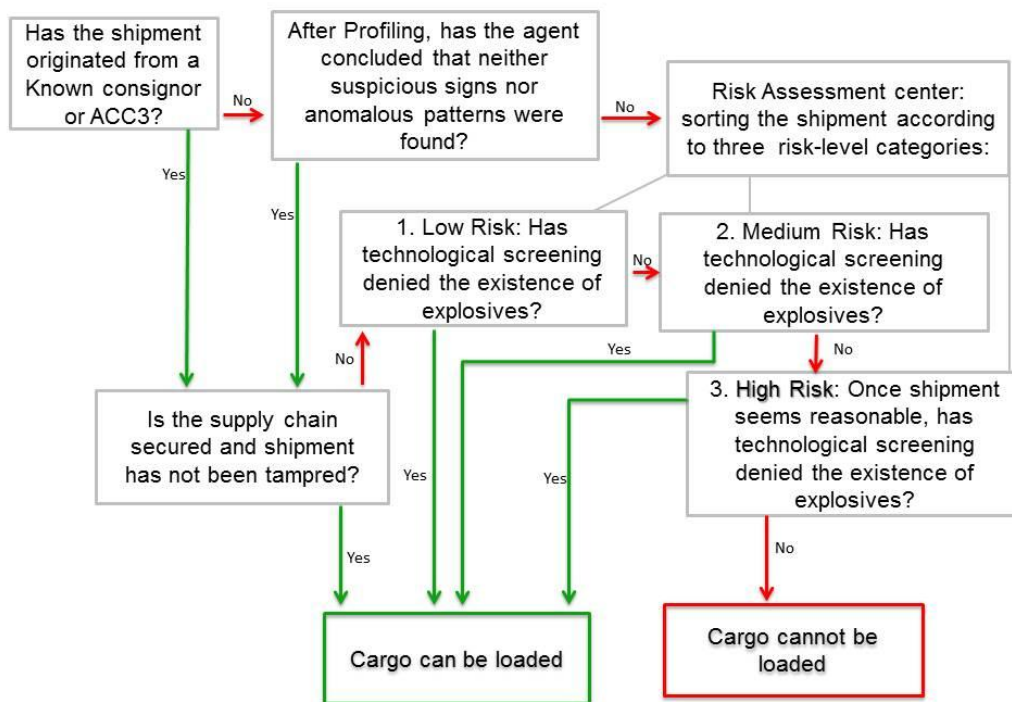 Has the shipment
originated from a
Known consignor
or ACC3?
No
Yes
After Profiling, has the agent
concluded that neither
suspicious signs nor
anomalous patterns were
found?
No
Yes
Risk Assessment center:
sorting the shipment according
to three risk-level categories:
1. Low Risk: Has
technological screening
denied the existence of
explosives?
No
2. Medium Risk: Has
technological screening
denied the existence of
explosives?
Yes
No
No
Is the supply chain
secured and shipment
has not been tampred?
3. High Risk: Once shipment
seems reasonable, has
technological screening
denied the existence of
explosives?
Yes
Yes
Yes
No
Cargo can be loaded
Cargo cannot be
loaded